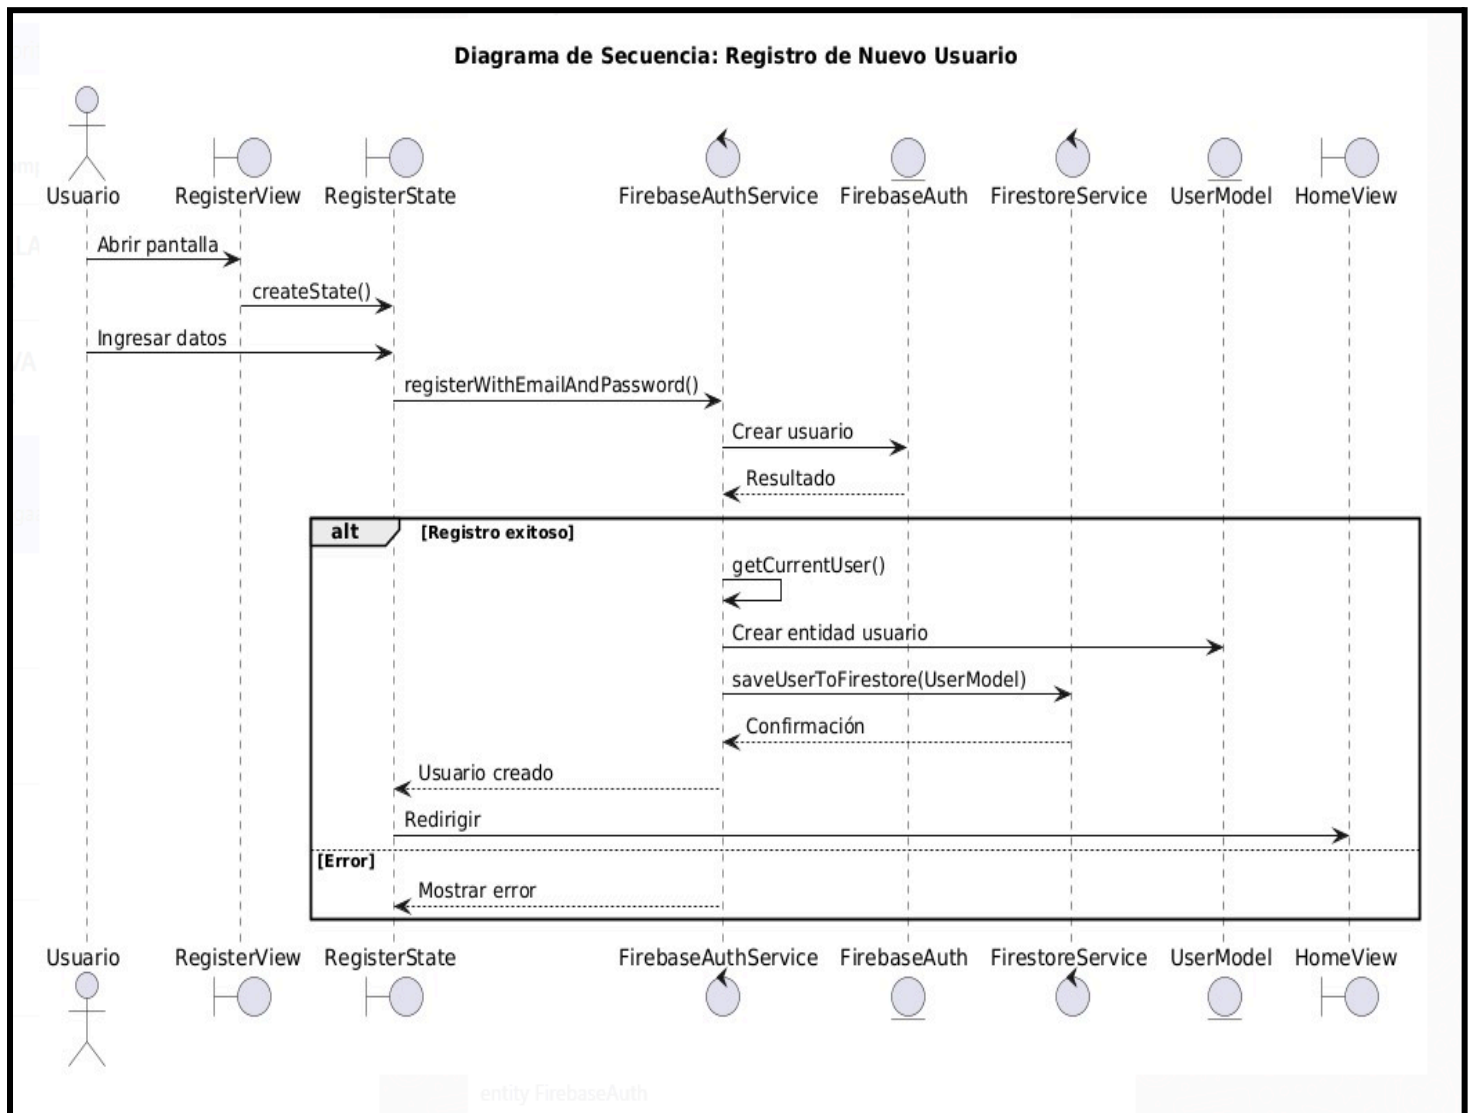 Diagrama de Secuencia: Registro de Nuevo Usuario
Usuario RegisterView RegisterState FirebaseAuthService FirebaseAuth FirestoreService UserModel HomeView
Abrir pantalla
createState()
Ingresar datos
registerWithEmailAndPassword()
Crear usuario
Resultado
alt [Registro exitoso]
getCurrentUser()
Crear entidad usuario
saveUserToFirestore(UserModel)
Confirmación
Usuario creado
Redirigir
[Error]
Mostrar error
Usuario RegisterView RegisterState FirebaseAuthService FirebaseAuth FirestoreService UserModel HomeView
entity FirebaseAuth